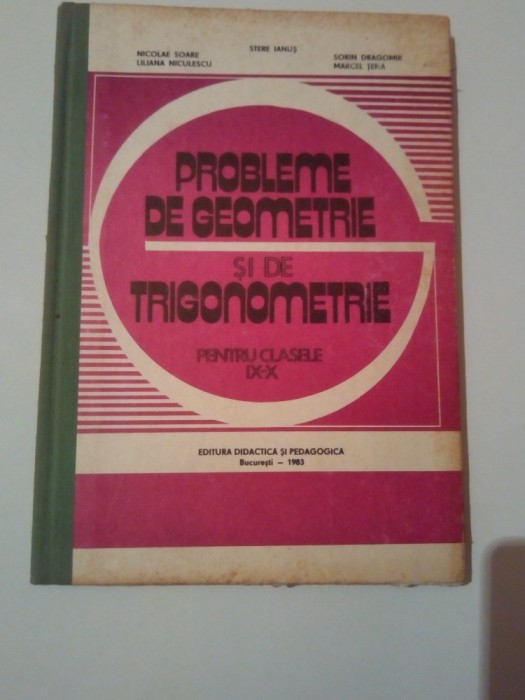 STERE IANUȘ
NICOLAE SOARE
LILIANA NICULESCU
SORIN DRAGOMIR
MARCEL ȚENA
PROBLEME
DE GEOMETRIE
ȘI DE
TRIGONOMETRIE
PENTRU CLASELE
IX-X
EDITURA DIDACTICĂ ȘI PEDAGOGICĂ
București – 1983